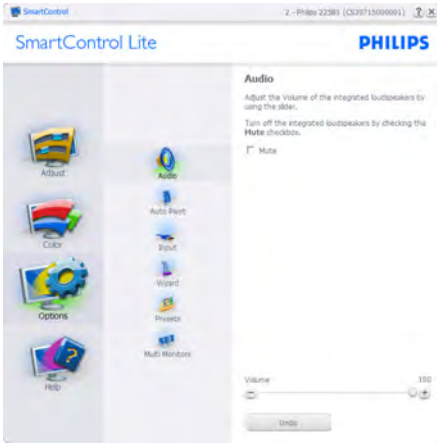 SmartControl
2 - Philips 225B1
SmartControl Lite
PHILIPS
Audio
Adjust the Volume of the integrated loudspeakers by
using the slider.
Turn off the integrated loudspeakers by checking the
Mute checkbox.
Mute
Adjust
Color
Options
Help
Audio
Auto Pivot
Input
Wizard
Presets
Multi Monitors
Volume
100
Undo